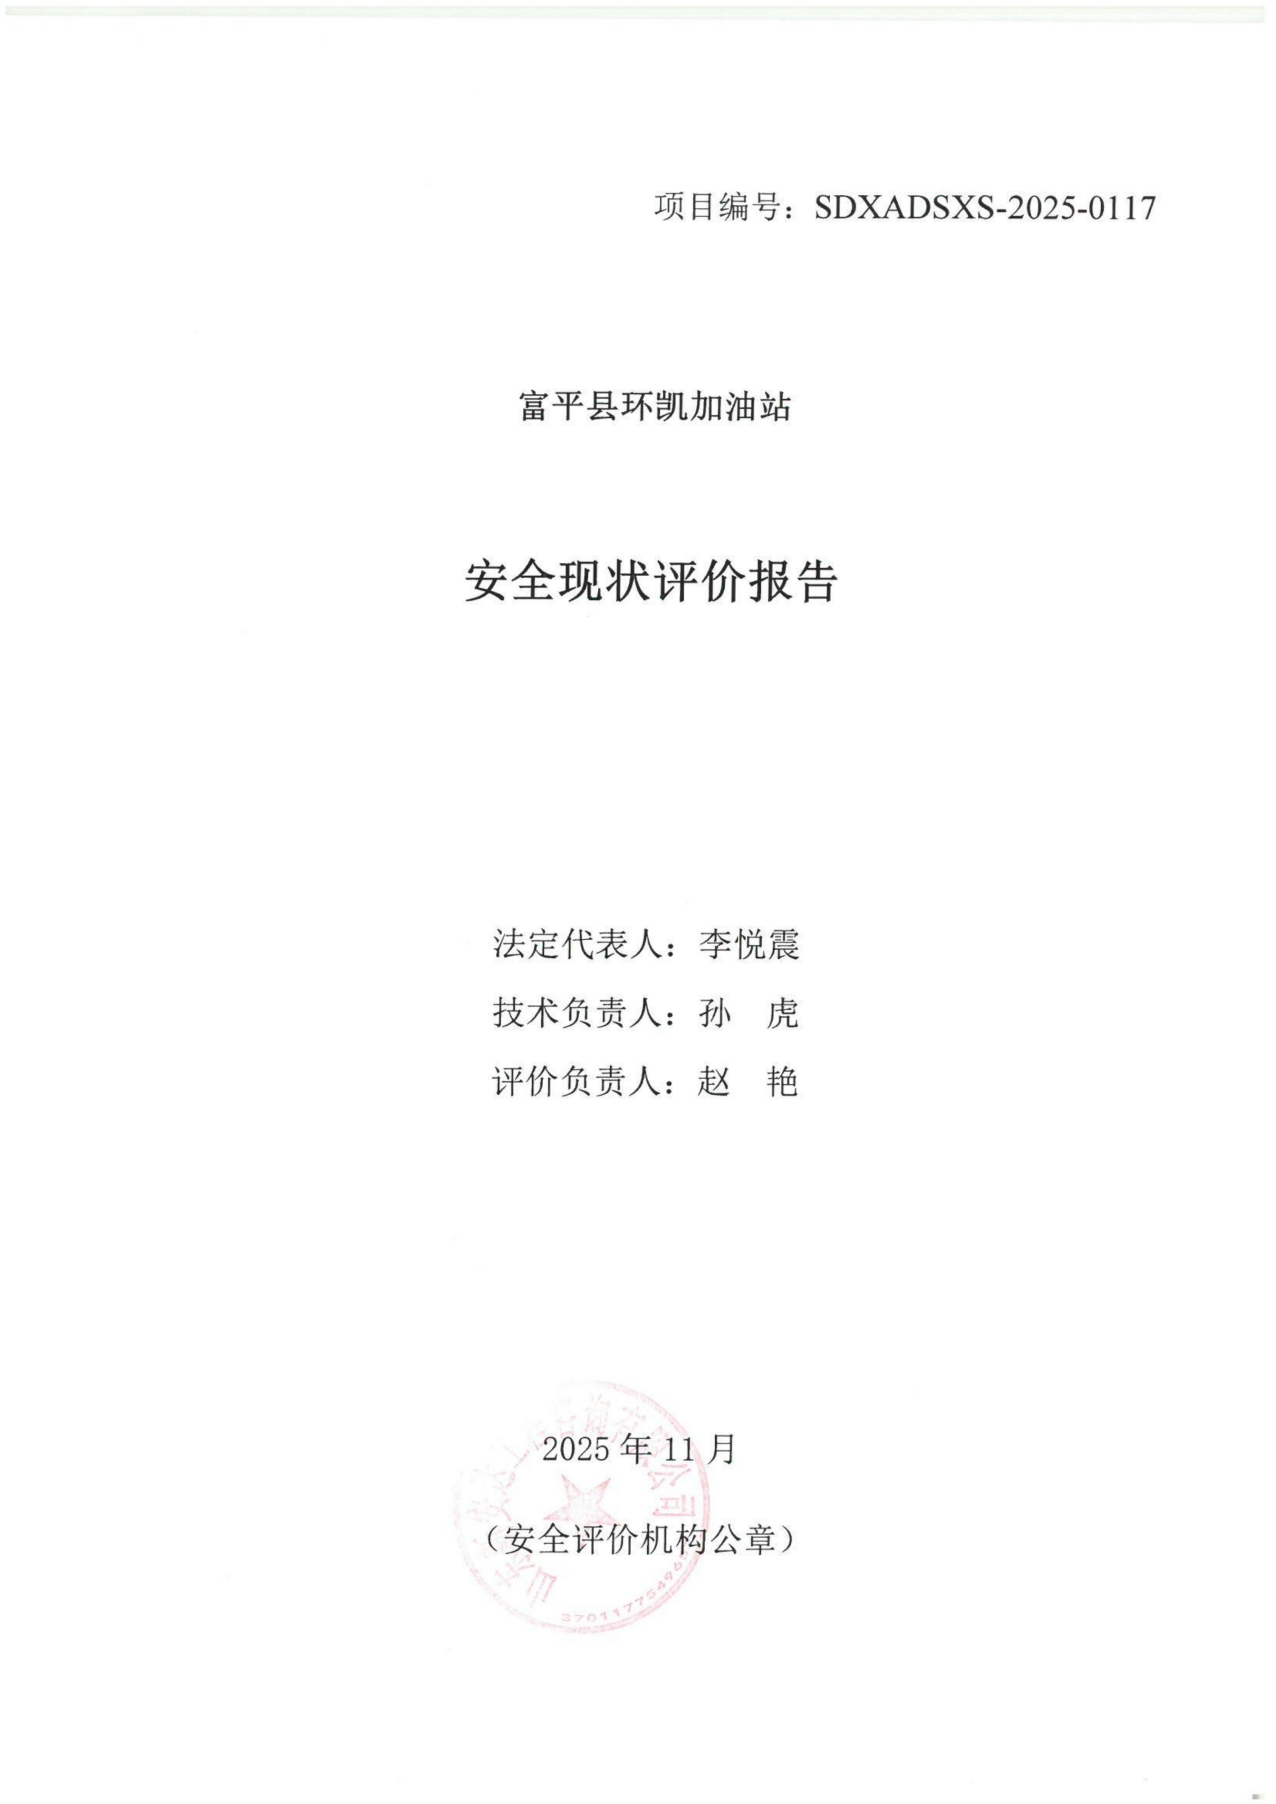 项目编号：SDXADSXS-2025-0117
富平县环凯加油站
安全现状评价报告
法定代表人：李悦震
技术负责人：孙　虎
评价负责人：赵　艳
2025年11月
（安全评价机构公章）